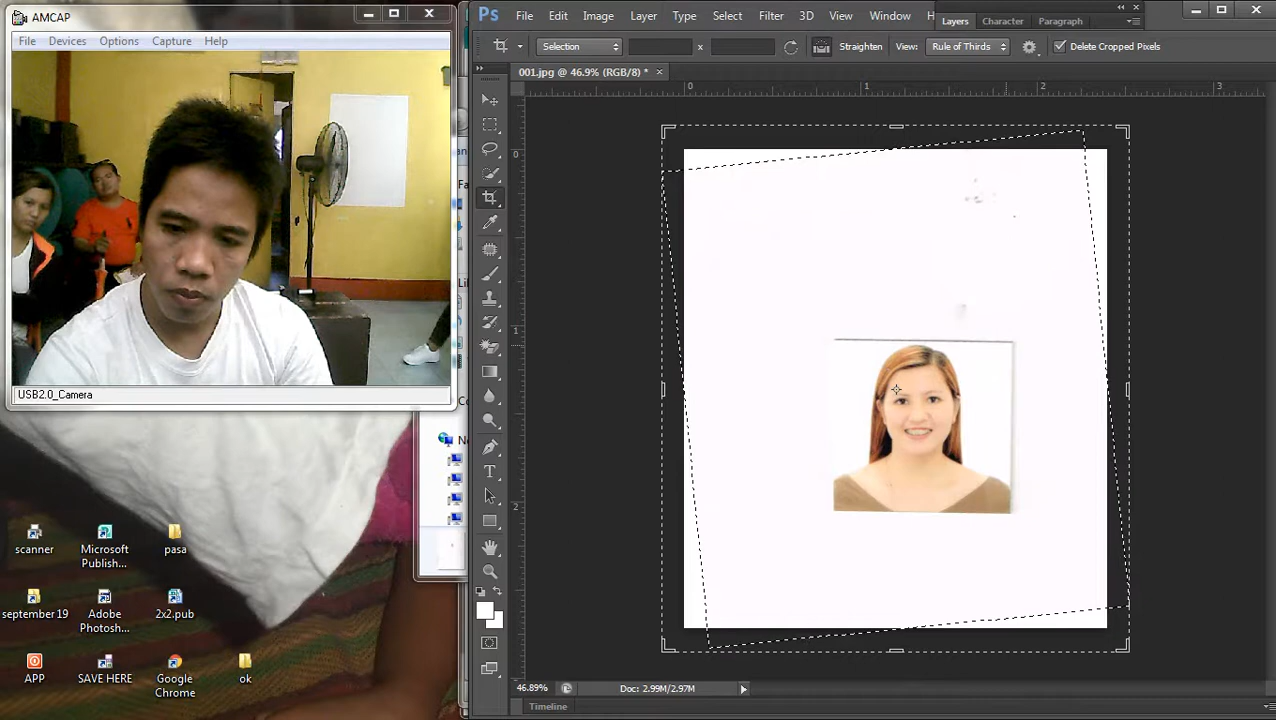 AMCAP
File Devices Options Capture Help
USB2.0_Camera
scanner
Microsoft Publish...
pasa
september 19
Adobe Photosh...
2x2.pub
APP
SAVE HERE
Google Chrome
ok
Ps File Edit Image Layer Type Select Filter 3D View Window H
Layers Character Paragraph
Selection x Straighten View: Rule of Thirds Delete Cropped Pixels
001.jpg @ 46.9% (RGB/8) * ×
0 1 2 3
0
1
2
46.89% Doc: 2.99M/2.97M
Timeline